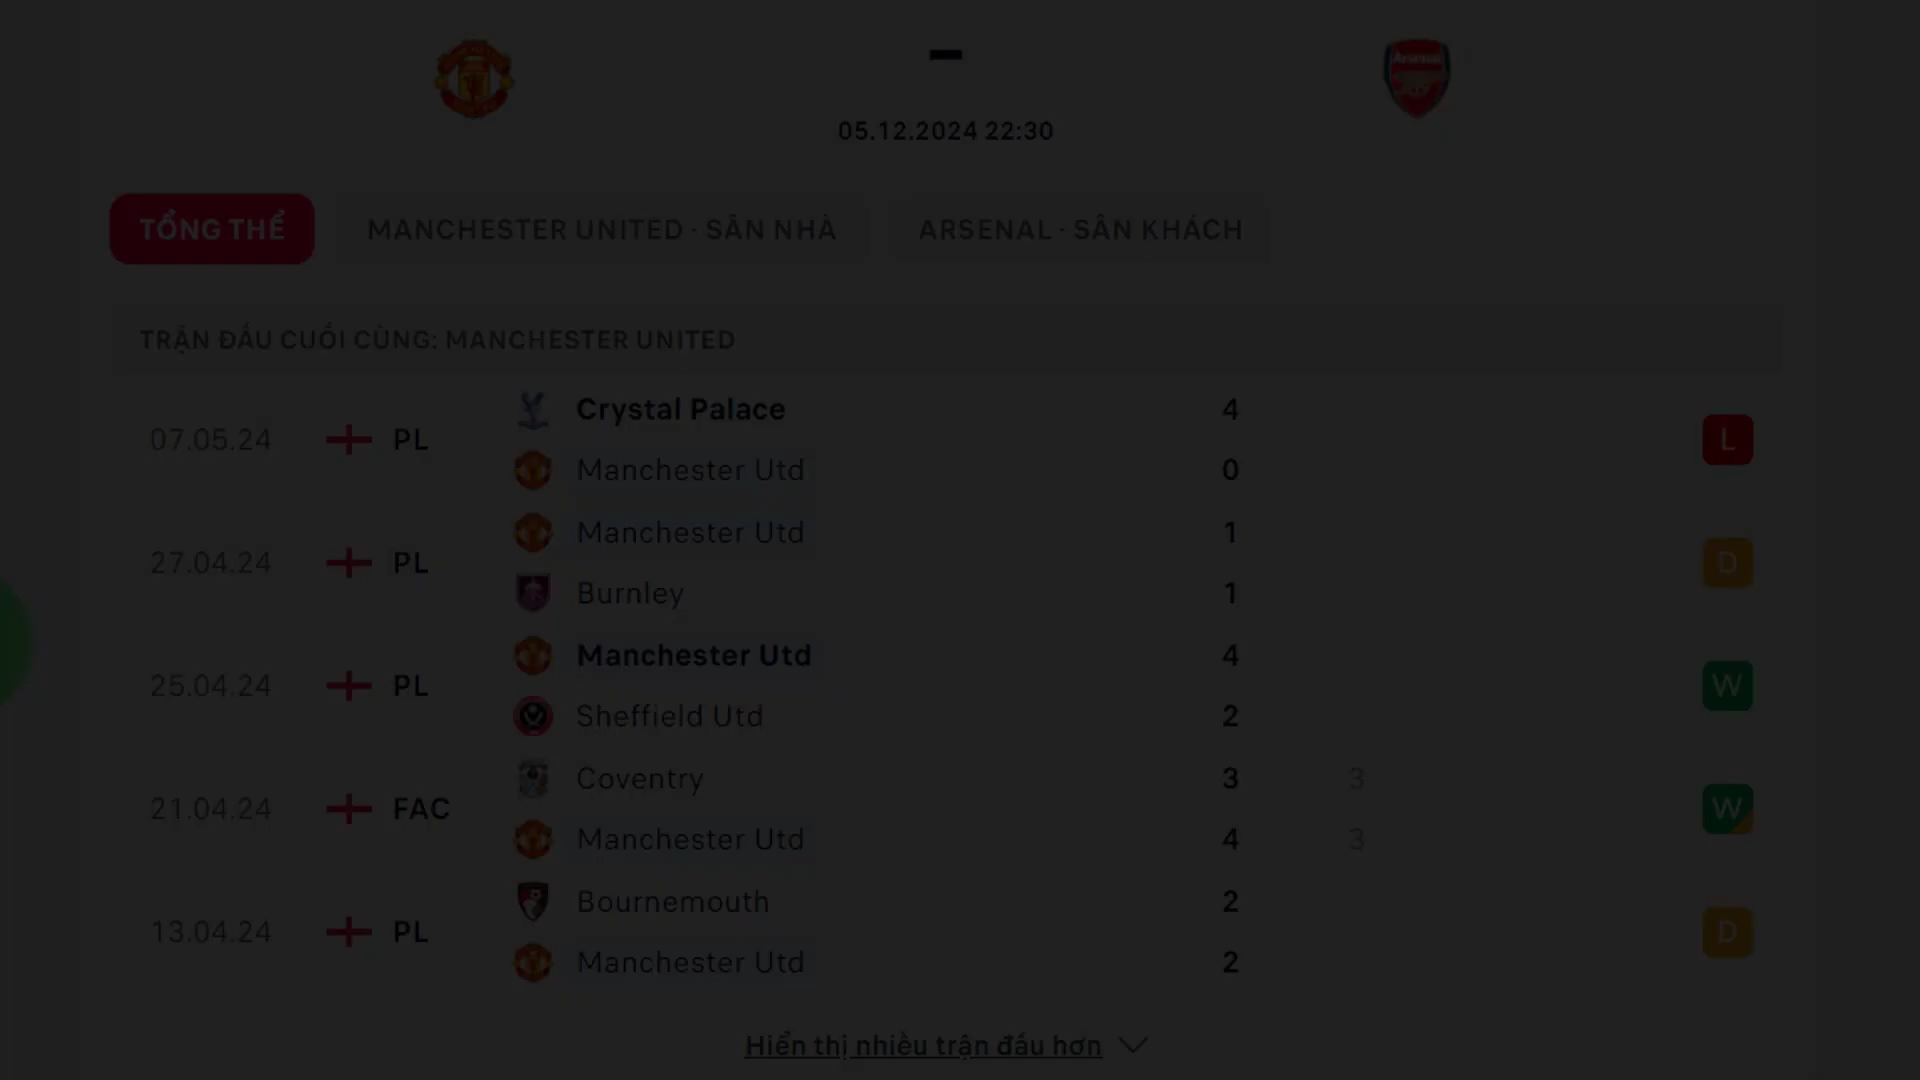 05.12.2024 22:30
TỔNG THỂ
MANCHESTER UNITED · SÂN NHÀ
ARSENAL · SÂN KHÁCH
TRẬN ĐẤU CUỐI CÙNG: MANCHESTER UNITED
07.05.24 PL Crystal Palace 4 L
Manchester Utd 0
27.04.24 PL Manchester Utd 1 D
Burnley 1
25.04.24 PL Manchester Utd 4 W
Sheffield Utd 2
21.04.24 FAC Coventry 3 3 W
Manchester Utd 4 3
13.04.24 PL Bournemouth 2 D
Manchester Utd 2
Hiển thị nhiều trận đấu hơn